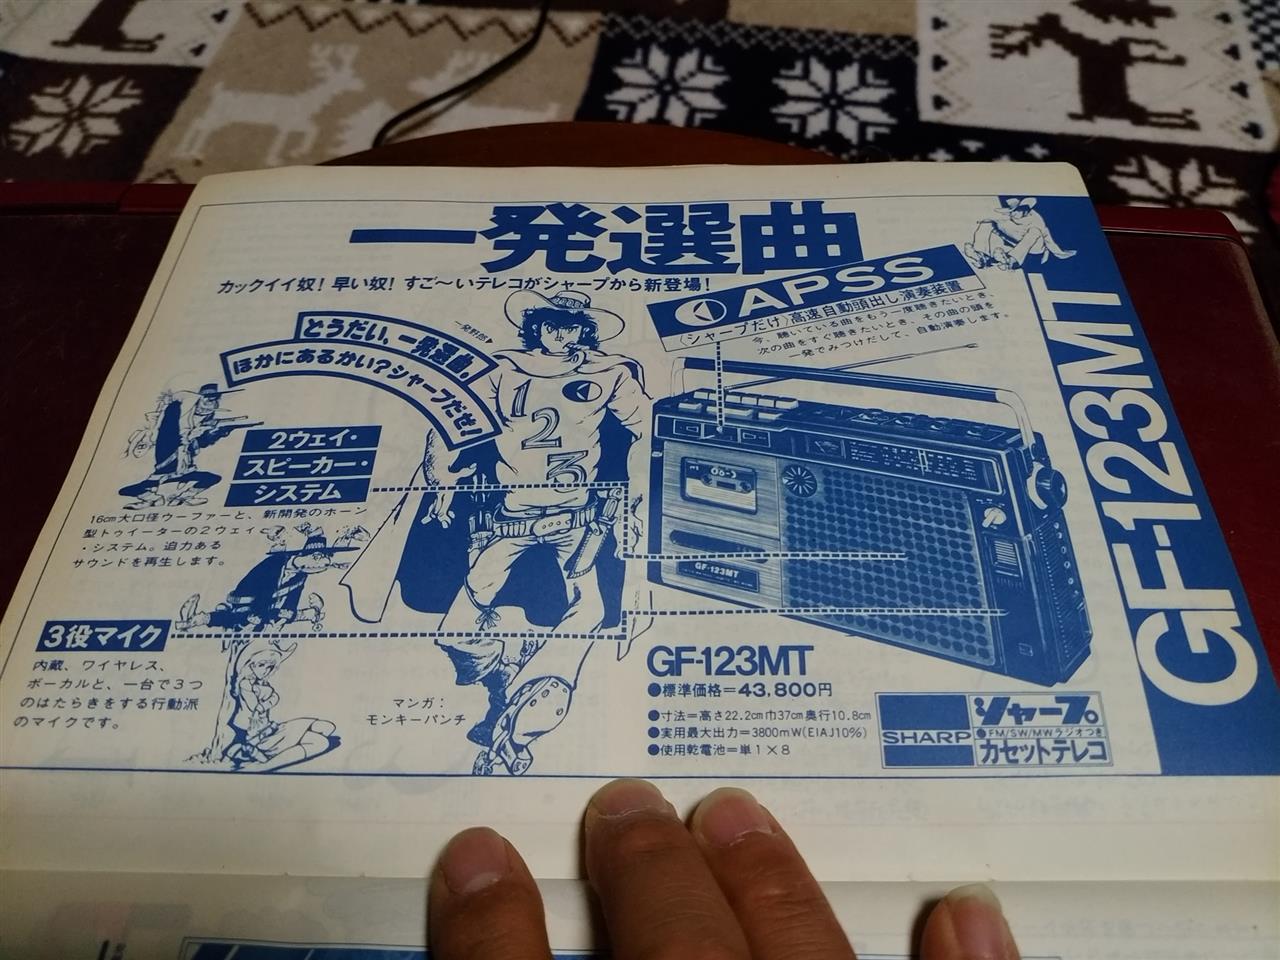 一発選曲
カックイイ奴！早い奴！すご〜いテレコがシャープから新登場！
APSS
〈シャープだけ〉高速自動頭出し演奏装置
今、聴いている曲をもう一度聴きたいとき、
次の曲をすぐ聴きたいとき、その曲の頭を
一発でみつけだして、自動演奏します。
どうだい、一発選曲。
ほかにあるかい？シャープだぜ！
一発野郎
1
2
3
2ウェイ・
スピーカー・
システム
16cm大口径ウーファーと、新開発のホーン
型トゥイーターの2ウェイ
・システム。迫力ある
サウンドを再生します。
3役マイク
内蔵、ワイヤレス、
ボーカルと、一台で3つ
のはたらきをする行動派
のマイクです。
マンガ：
モンキーパンチ
GF-123MT
GF-123MT
●標準価格＝43,800円
●寸法＝高さ22.2cm巾37cm奥行10.8cm
●実用最大出力＝3800mW(EIAJ10%)
●使用乾電池＝単1×8
SHARP
シャープ。
●FM/SW/MWラジオつき
カセットテレコ
GF-123MT